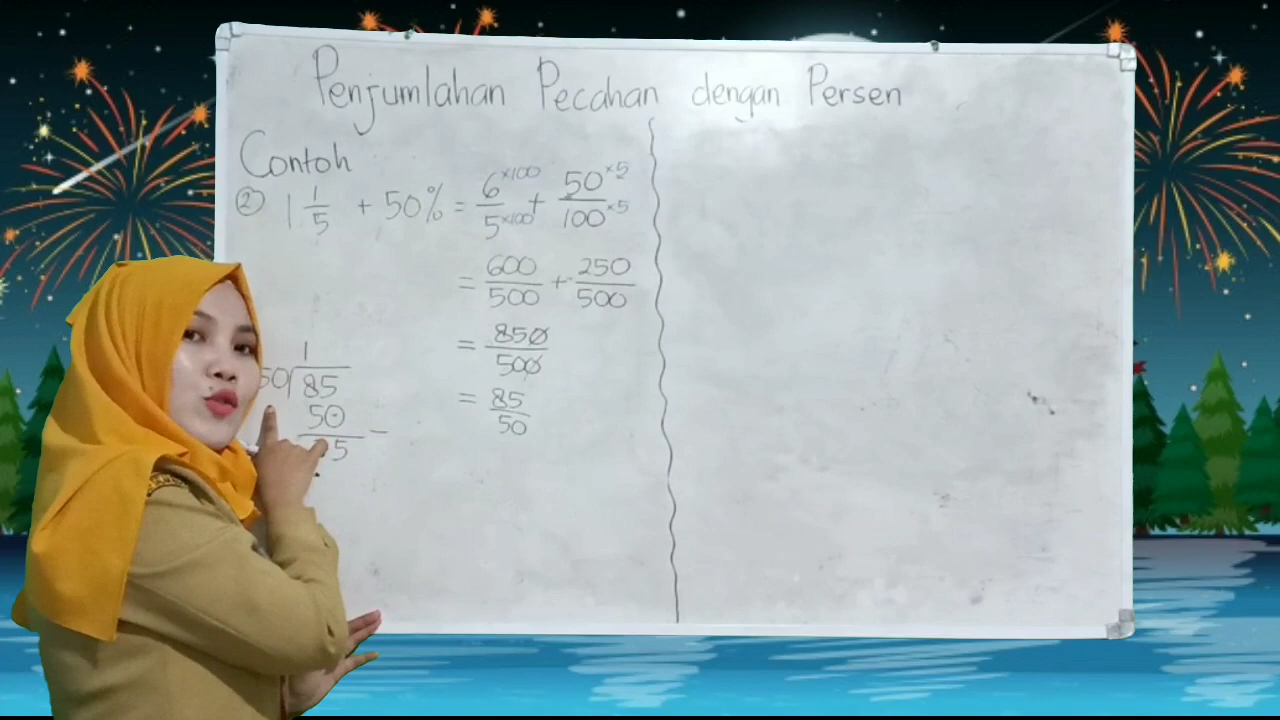 Penjumlahan Pecahan dengan Persen
Contoh
② 1 1/5 + 50% = 6 ×100 / 5 ×100 + 50 ×5 / 100 ×5
= 600/500 + 250/500
= 850/500
= 85/50
1
50 85
50
5 −